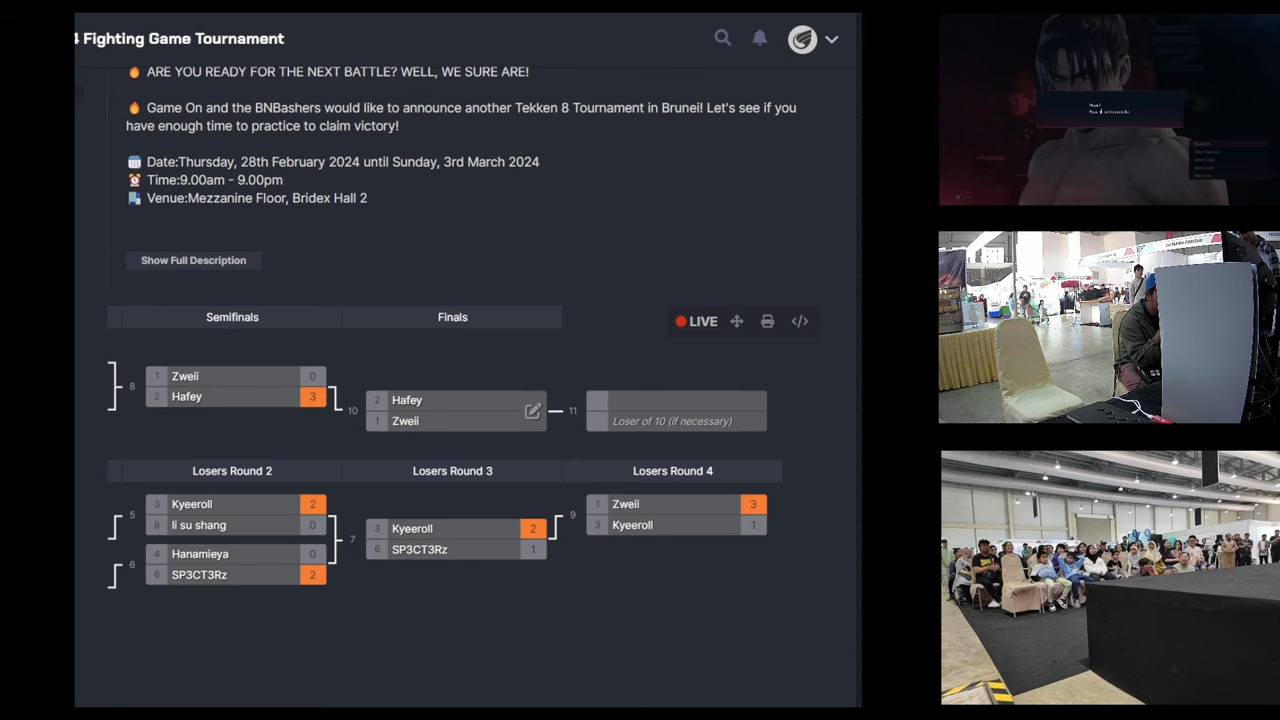 4 Fighting Game Tournament
ARE YOU READY FOR THE NEXT BATTLE? WELL, WE SURE ARE!
Game On and the BNBashers would like to announce another Tekken 8 Tournament in Brunei! Let's see if you
have enough time to practice to claim victory!
Date:Thursday, 28th February 2024 until Sunday, 3rd March 2024
Time:9.00am - 9.00pm
Venue:Mezzanine Floor, Bridex Hall 2
Show Full Description
Semifinals
Finals
LIVE
8
1 Zweii 0
2 Hafey 3
10
2 Hafey
1 Zweii
11
Loser of 10 (if necessary)
Losers Round 2
Losers Round 3
Losers Round 4
5
3 Kyeeroll 2
8 li su shang 0
6
4 Hanamieya 0
6 SP3CT3Rz 2
7
3 Kyeeroll 2
6 SP3CT3Rz 1
9
1 Zweii 3
3 Kyeeroll 1